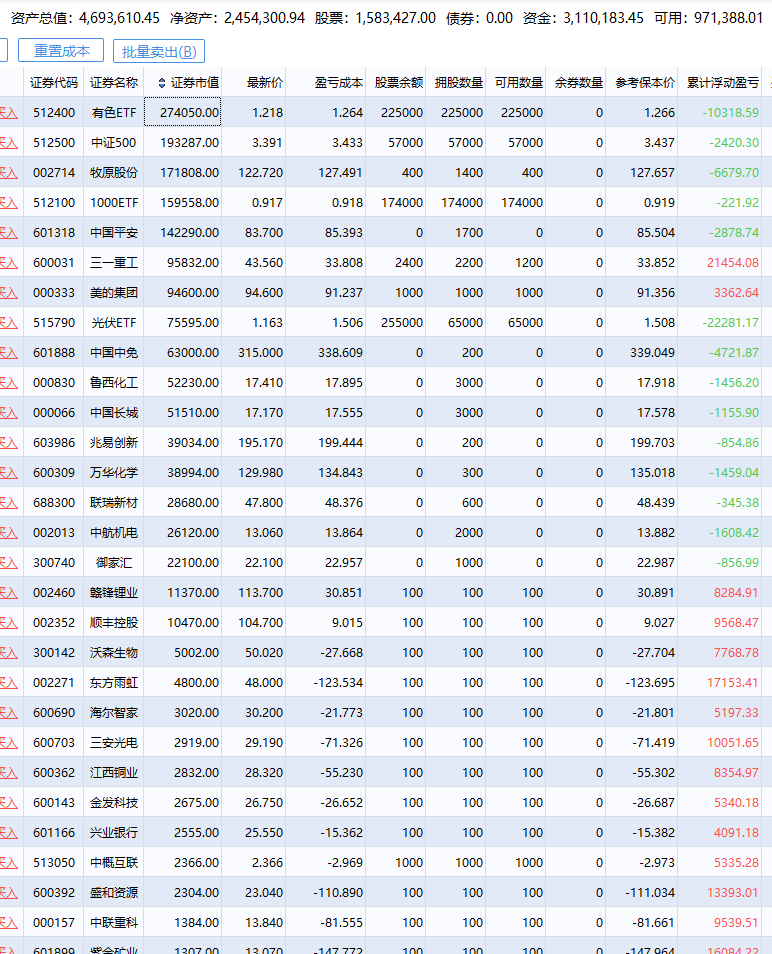 资产总值: 4,693,610.45 净资产: 2,454,300.94 股票: 1,583,427.00 债券: 0.00 资金: 3,110,183.45 可用: 971,388.01
重置成本 批量卖出(B)
证券代码 证券名称 证券市值 最新价 盈亏成本 股票余额 拥股数量 可用数量 余券数量 参考保本价 累计浮动盈亏
买入 512400 有色ETF 274050.00 1.218 1.264 225000 225000 225000 0 1.266 -10318.59
买入 512500 中证500 193287.00 3.391 3.433 57000 57000 57000 0 3.437 -2420.30
买入 002714 牧原股份 171808.00 122.720 127.491 400 1400 400 0 127.657 -6679.70
买入 512100 1000ETF 159558.00 0.917 0.918 174000 174000 174000 0 0.919 -221.92
买入 601318 中国平安 142290.00 83.700 85.393 0 1700 0 0 85.504 -2878.74
买入 600031 三一重工 95832.00 43.560 33.808 2400 2200 1200 0 33.852 21454.08
买入 000333 美的集团 94600.00 94.600 91.237 1000 1000 1000 0 91.356 3362.64
买入 515790 光伏ETF 75595.00 1.163 1.506 255000 65000 65000 0 1.508 -22281.17
买入 601888 中国中免 63000.00 315.000 338.609 0 200 0 0 339.049 -4721.87
买入 000830 鲁西化工 52230.00 17.410 17.895 0 3000 0 0 17.918 -1456.20
买入 000066 中国长城 51510.00 17.170 17.555 0 3000 0 0 17.578 -1155.90
买入 603986 兆易创新 39034.00 195.170 199.444 0 200 0 0 199.703 -854.86
买入 600309 万华化学 38994.00 129.980 134.843 0 300 0 0 135.018 -1459.04
买入 688300 联瑞新材 28680.00 47.800 48.376 0 600 0 0 48.439 -345.38
买入 002013 中航机电 26120.00 13.060 13.864 0 2000 0 0 13.882 -1608.42
买入 300740 御家汇 22100.00 22.100 22.957 0 1000 0 0 22.987 -856.99
买入 002460 赣锋锂业 11370.00 113.700 30.851 100 100 100 0 30.891 8284.91
买入 002352 顺丰控股 10470.00 104.700 9.015 100 100 100 0 9.027 9568.47
买入 300142 沃森生物 5002.00 50.020 -27.668 100 100 100 0 -27.704 7768.78
买入 002271 东方雨虹 4800.00 48.000 -123.534 100 100 100 0 -123.695 17153.41
买入 600690 海尔智家 3020.00 30.200 -21.773 100 100 100 0 -21.801 5197.33
买入 600703 三安光电 2919.00 29.190 -71.326 100 100 100 0 -71.419 10051.65
买入 600362 江西铜业 2832.00 28.320 -55.230 100 100 100 0 -55.302 8354.97
买入 600143 金发科技 2675.00 26.750 -26.652 100 100 100 0 -26.687 5340.18
买入 601166 兴业银行 2555.00 25.550 -15.362 100 100 100 0 -15.382 4091.18
买入 513050 中概互联 2366.00 2.366 -2.969 1000 1000 1000 0 -2.973 5335.28
买入 600392 盛和资源 2304.00 23.040 -110.890 100 100 100 0 -111.034 13393.01
买入 000157 中联重科 1384.00 13.840 -81.555 100 100 100 0 -81.661 9539.51
买入 601899 紫金矿业 1307.00 13.070 -147.772 100 100 100 0 -147.964 16084.22